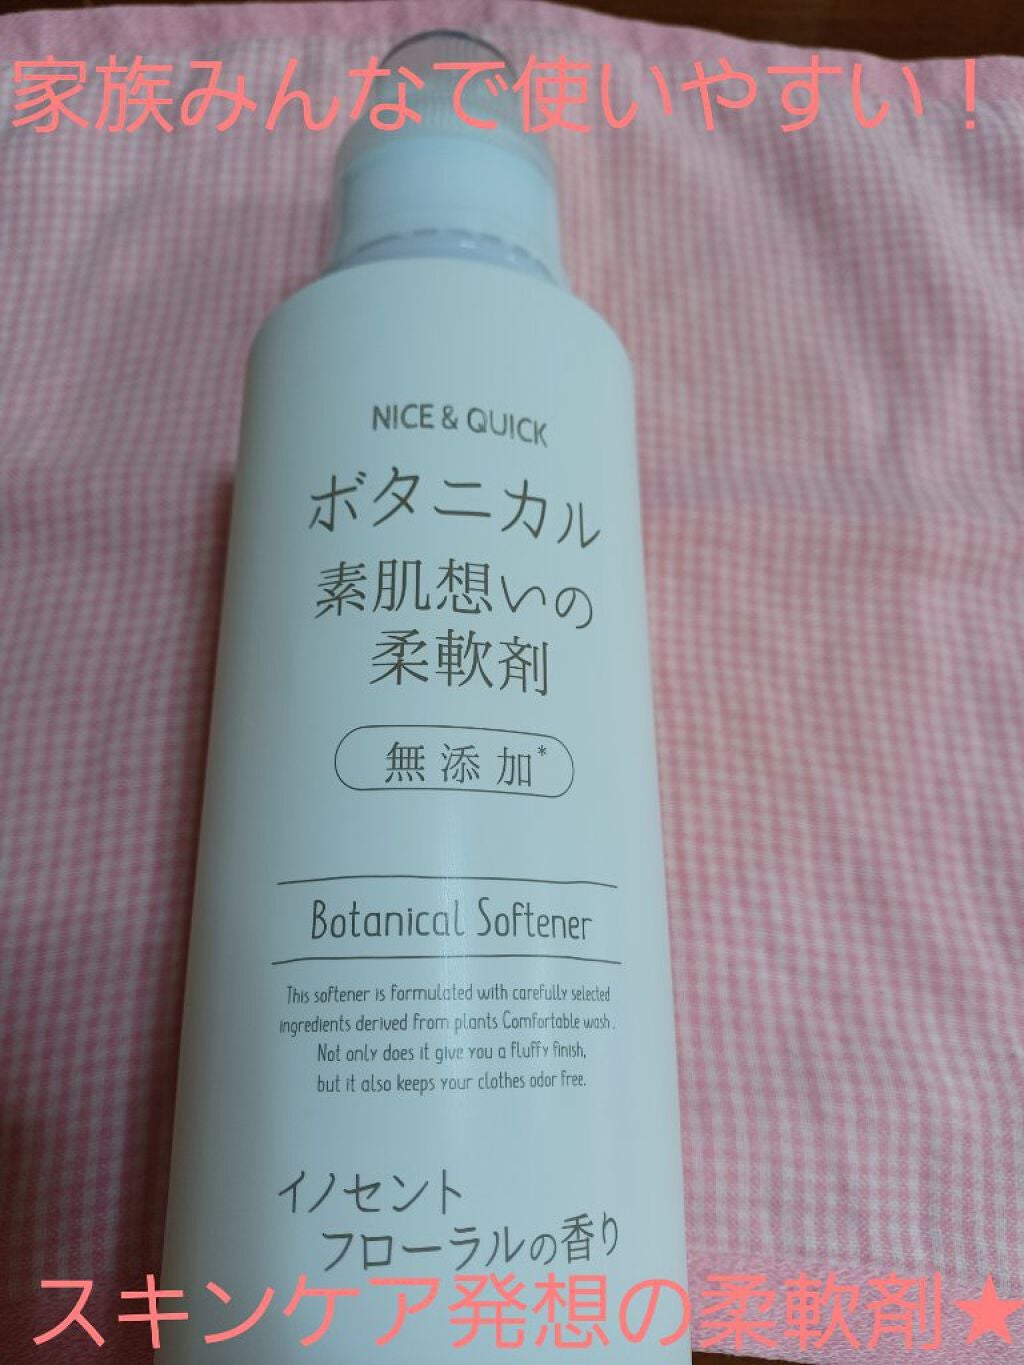 家族みんなで使いやすい！
NICE & QUICK
ボタニカル
素肌想いの
柔軟剤
無添加*
Botanical Softener
This softener is formulated with carefully selected
ingredients derived from plants Comfortable wash.
Not only does it give you a fluffy finish,
but it also keeps your clothes odor free.
イノセント
フローラルの香り
スキンケア発想の柔軟剤★